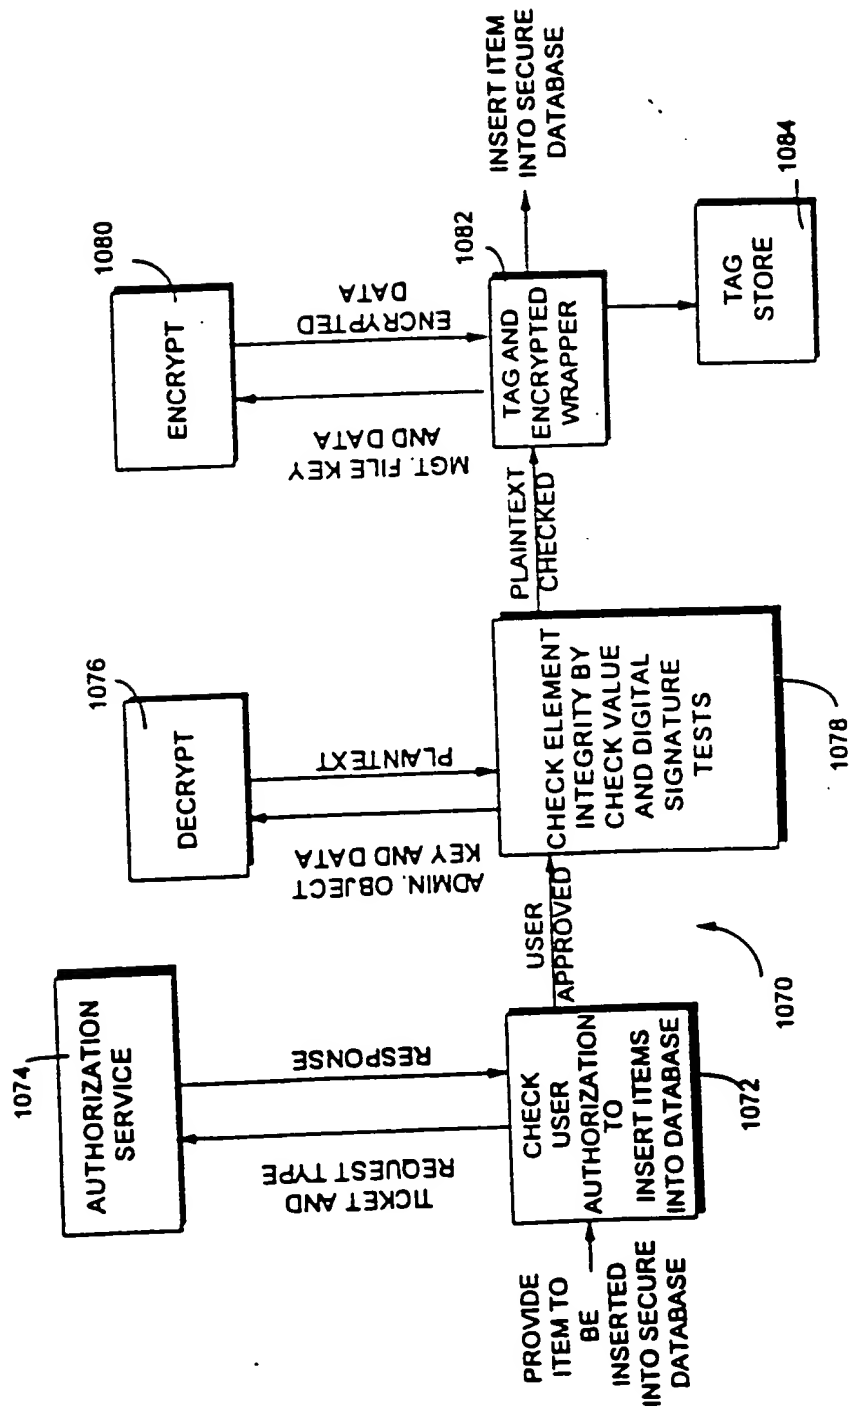 PROVIDE
ITEM TO
BE
INSERTED
INTO SECURE
DATABASE
1074
AUTHORIZATION
SERVICE
TICKET AND
REQUEST TYPE
RESPONSE
CHECK
USER
AUTHORIZATION
TO
INSERT ITEMS
INTO DATABASE
1072
1070
USER
APPROVED
1076
DECRYPT
ADMIN. OBJECT
KEY AND DATA
PLAINTEXT
CHECK ELEMENT
INTEGRITY BY
CHECK VALUE
AND DIGITAL
SIGNATURE
TESTS
1078
PLAINTEXT
CHECKED
1080
ENCRYPT
MGT. FILE KEY
AND DATA
ENCRYPTED
DATA
1082
TAG AND
ENCRYPTED
WRAPPER
INSERT ITEM
INTO SECURE
DATABASE
TAG
STORE
1084